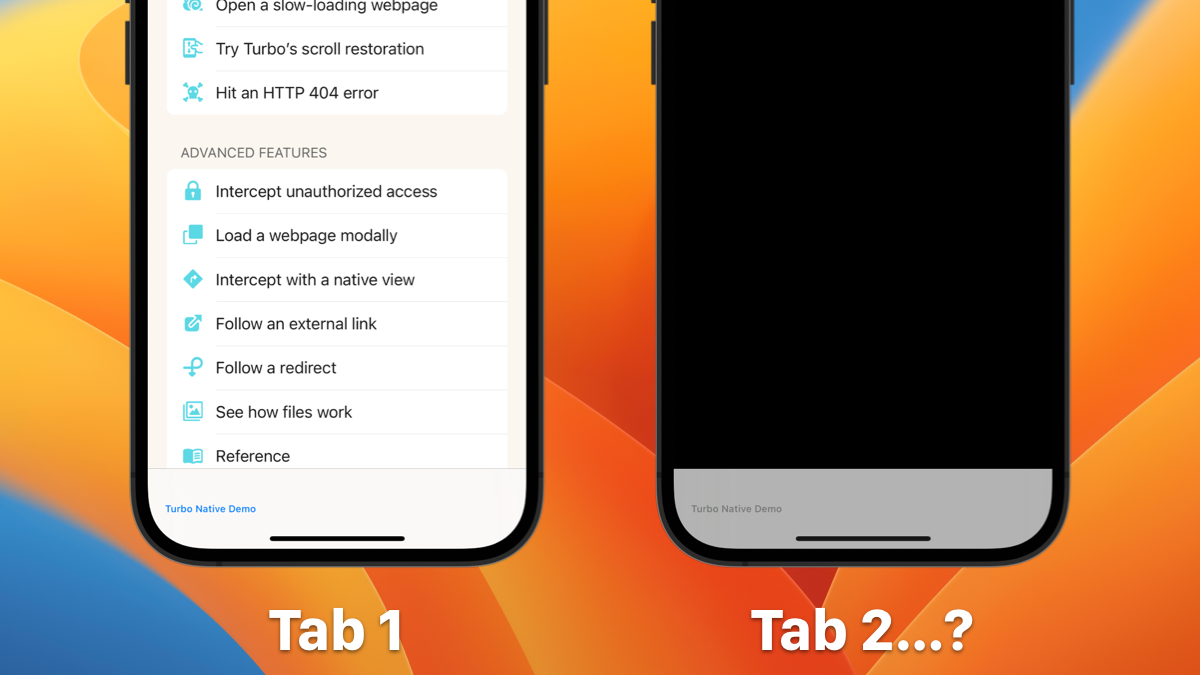 Open a slow-loading webpage
Try Turbo’s scroll restoration
Hit an HTTP 404 error
ADVANCED FEATURES
Intercept unauthorized access
Load a webpage modally
Intercept with a native view
Follow an external link
Follow a redirect
See how files work
Reference
Turbo Native Demo
Turbo Native Demo
Tab 1
Tab 2...?